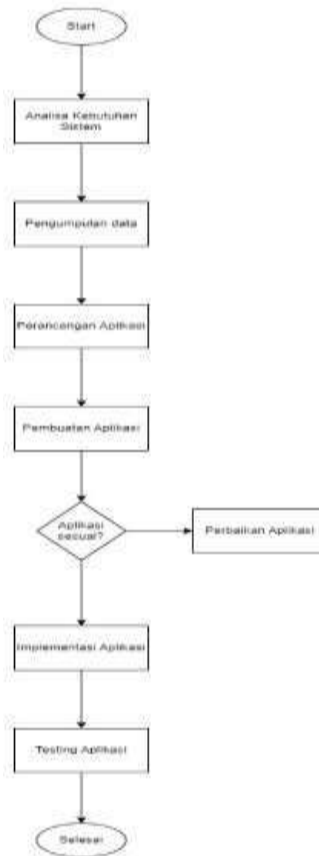 Start
Analisa Kebutuhan
Sistem
Pengumpulan data
Perancangan Aplikasi
Pembuatan Aplikasi
Aplikasi
sesuai?
Perbaikan Aplikasi
Implementasi Aplikasi
Testing Aplikasi
Selesai